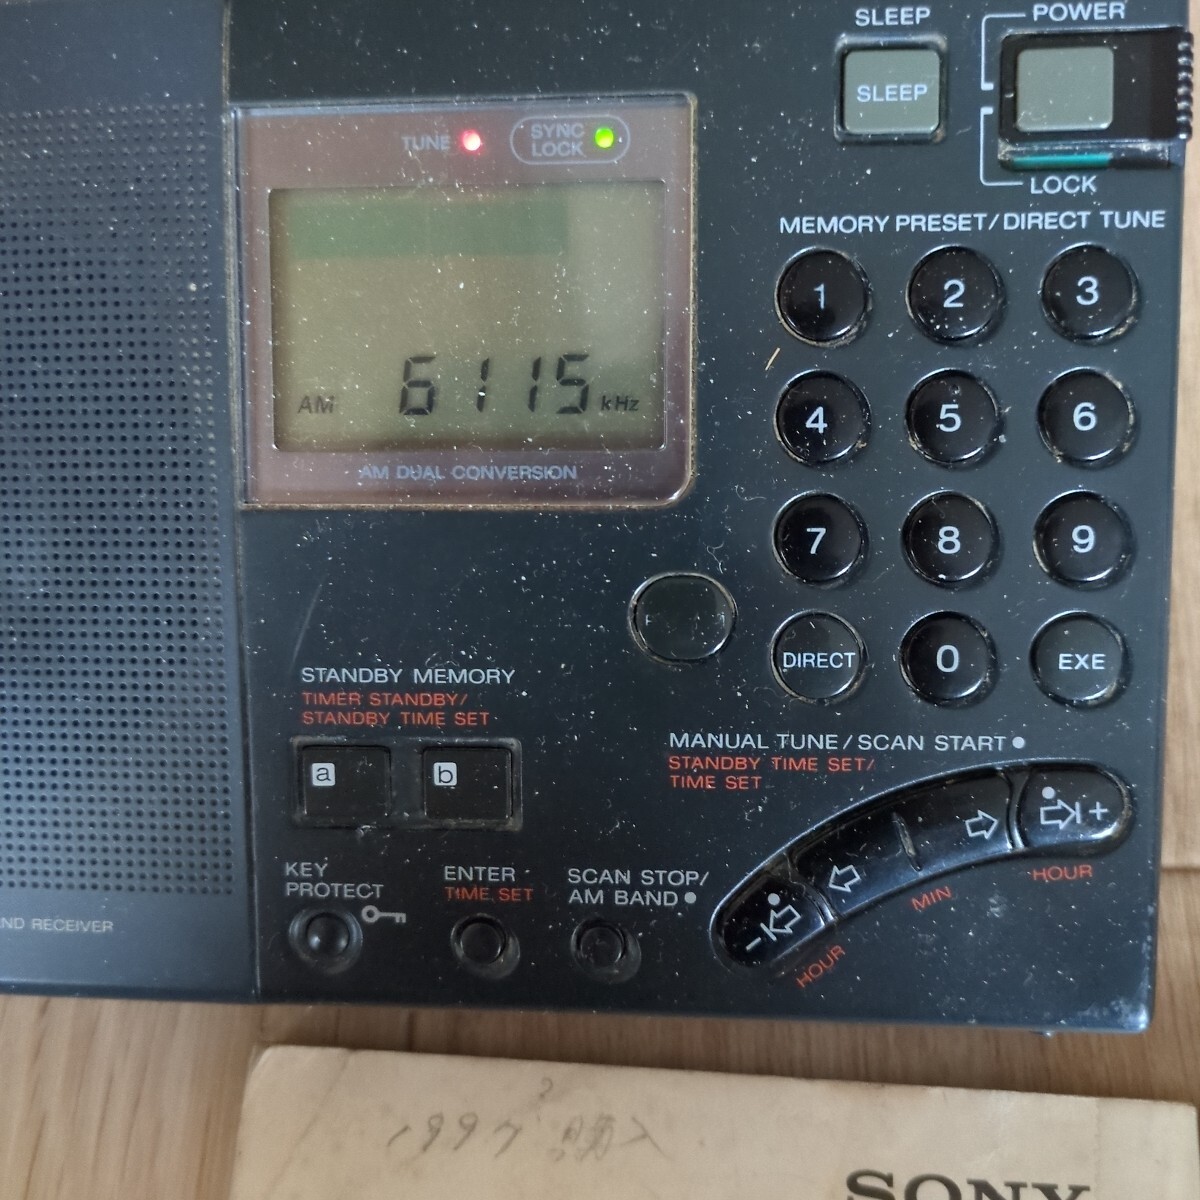 SLEEP
POWER
SLEEP
LOCK
TUNE
SYNC
LOCK
MEMORY PRESET/DIRECT TUNE
1 2 3
AM 6115 kHz
AM DUAL CONVERSION
4 5 6
7 8 9
DIRECT 0 EXE
STANDBY MEMORY
TIMER STANDBY/
STANDBY TIME SET
a b
MANUAL TUNE/SCAN START
STANDBY TIME SET/
TIME SET
+
HOUR
MIN
-
HOUR
KEY
PROTECT
ENTER
TIME SET
SCAN STOP/
AM BAND
ND RECEIVER
1997 ? 購入
SONY